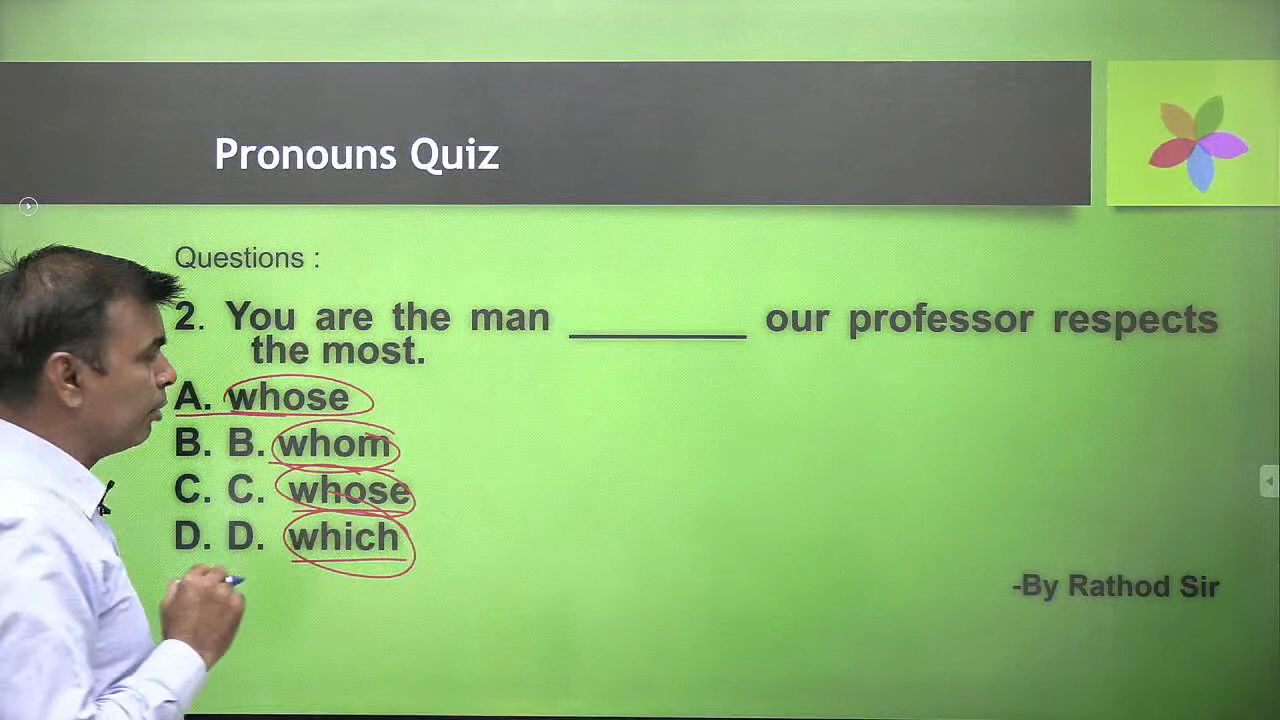 Pronouns Quiz
Questions :
2. You are the man _________ our professor respects
the most.
A. whose
B. B. whom
C. C. whose
D. D. which
-By Rathod Sir